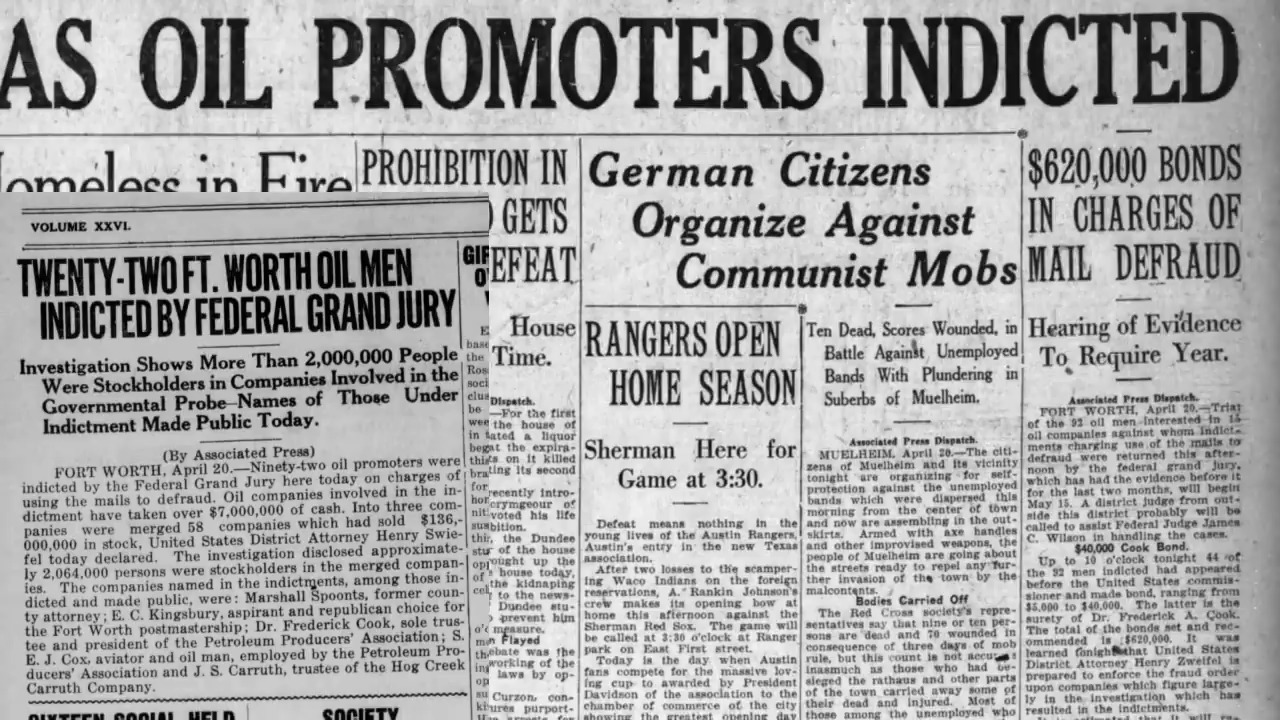 AS OIL PROMOTERS INDICTED
omeless in Fire
VOLUME XXVI.
TWENTY-TWO FT. WORTH OIL MEN
INDICTED BY FEDERAL GRAND JURY
Investigation Shows More Than 2,000,000 People
Were Stockholders in Companies Involved in the
Governmental Probe—Names of Those Under
Indictment Made Public Today.
(By Associated Press)
FORT WORTH, April 20.—Ninety-two oil promoters were
indicted by the Federal Grand Jury here today on charges of
using the mails to defraud. Oil companies involved in the in-
dictment have taken over $7,000,000 of cash. Into three com-
panies were merged 58 companies which had sold $136,-
000,000 in stock, United States District Attorney Henry Swie-
fel today declared. The investigation disclosed approximate-
ly 2,064,000 persons were stockholders in the merged compan-
ies. The companies named in the indictments, among those in-
dicted and made public, were: Marshall Spoonts, former coun-
ty attorney; E. C. Kingsbury, aspirant and republican choice for
the Fort Worth postmastership; Dr. Frederick Cook, sole trus-
tee and president of the Petroleum Producers' Association; S.
E. J. Cox, aviator and oil man, employed by the Petroleum Pro-
ducers' Association and J. S. Carruth, trustee of the Hog Creek
Carruth Company.
SIXTEEN SOCIAL HELD
SOCIETY
GIF
PROHIBITION IN
GETS
EFEAT
House
Time.
Dispatch.
—For the first
the house of
ated a liquor
the expira-
on killed
ting its second
recently intro-
crymgeour of
voted his life
bition.
the Dundee
of the house
ought up the
house today,
the kidnaping
to the news-
Dundee stu-
prevent him
measure.
Played
ebate was the
working of the
laws by op-
Curzon, con-
ures purport-
German Citizens
Organize Against
Communist Mobs
RANGERS OPEN
HOME SEASON
Sherman Here for
Game at 3:30.
Defeat means nothing in the
young lives of the Austin Rangers,
Austin's entry in the new Texas
association.
After two losses to the scamper-
ing Waco Indians on the foreign
reservations, A. Rankin Johnson's
crew makes its opening bow at
home this afternoon against the
Sherman Red Sox. The game will
be called at 3:30 o'clock at Ranger
park on East First street.
Today is the day when Austin
fans compete for the massive lov-
ing cup to awarded by President
Davidson of the association to the
chamber of commerce of the city
showing the greatest opening day
Ten Dead, Scores Wounded, in
Battle Against Unemployed
Bands With Plundering in
Suberbs of Muelheim.
Associated Press Dispatch.
MUELHEIM, April 20.—The citi-
zens of Muelheim and its vicinity
tonight are organizing for self-
protection against the unemployed
bands which were dispersed this
morning from the center of town
and now are assembling in the out-
skirts. Armed with axe handles
and other improvised weapons, the
people of Muelheim are going about
the streets ready to repel any fur-
ther invasion of the town by the
malcontents.
Bodies Carried Off
The Red Cross society's repre-
sentatives say that nine or ten per-
sons are dead and 70 wounded in
consequence of three days of mob
rule, but this count is not
inasmuch as those who had be-
sieged the rathaus and other parts
of the town carried away some of
their dead and injured. Most of
those among the unemployed who
$620,000 BONDS
IN CHARGES OF
MAIL DEFRAUD
Hearing of Evidence
To Require Year.
Associated Press Dispatch.
FORT WORTH, April 20.—Trial
of the 92 oil men interested in 15
oil companies against whom indict-
ments charging use of the mails to
defraud were returned this after-
noon by the federal grand jury,
which has had the evidence before it
for the last two months, will begin
May 15. A district judge from out-
side this district probably will be
called to assist Federal Judge James
C. Wilson in handling the cases.
$40,000 Cook Bond.
Up to 10 o'clock tonight 44 of
the 92 men indicted had appeared
before the United States commis-
sioner and made bond, ranging from
$5,000 to $40,000. The latter is the
surety of Dr. Frederick A. Cook.
The total of the bonds set and rec-
ommended is $620,000. It was
learned tonight that United States
District Attorney Henry Zweifel is
prepared to enforce the fraud order
upon companies which figure large-
ly in the investigation which has
resulted in the indictments.